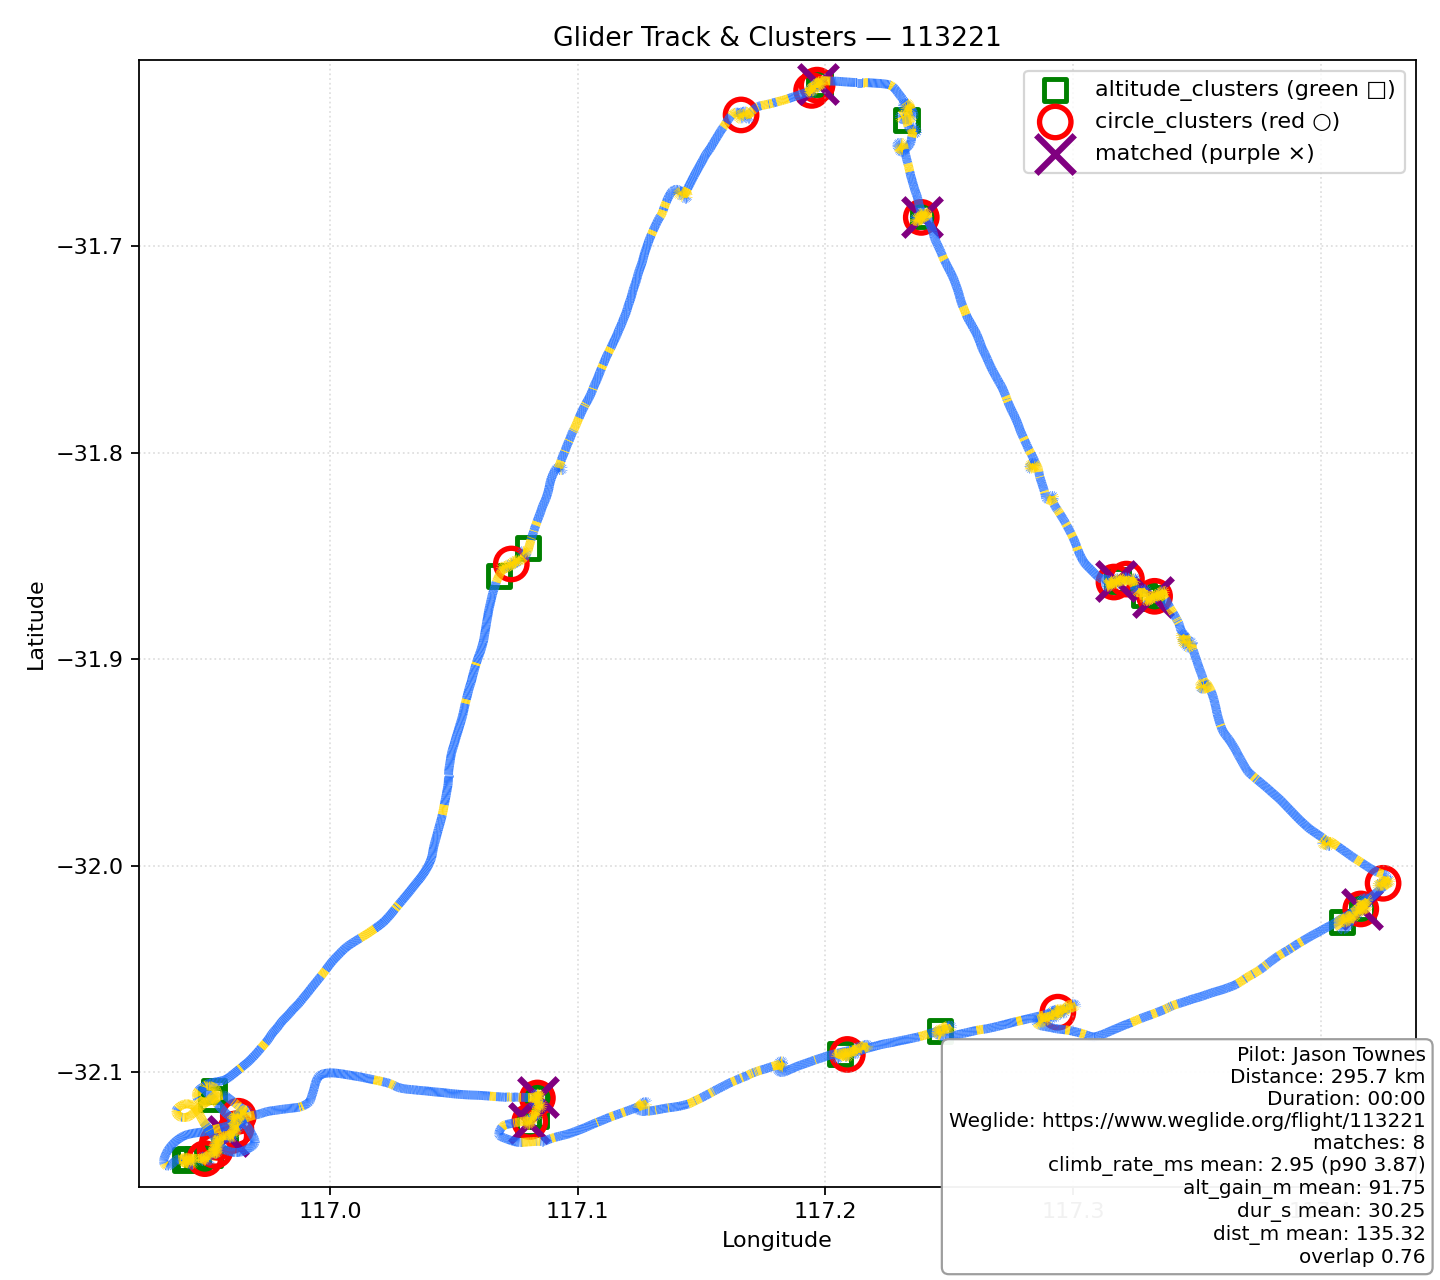 Glider Track & Clusters — 113221
altitude_clusters (green □)
circle_clusters (red ○)
matched (purple ×)
Latitude
−31.7
−31.8
−31.9
−32.0
−32.1
117.0
117.1
117.2
117.3
Longitude
Pilot: Jason Townes
Distance: 295.7 km
Duration: 00:00
Weglide: https://www.weglide.org/flight/113221
matches: 8
climb_rate_ms mean: 2.95 (p90 3.87)
alt_gain_m mean: 91.75
dur_s mean: 30.25
dist_m mean: 135.32
overlap 0.76